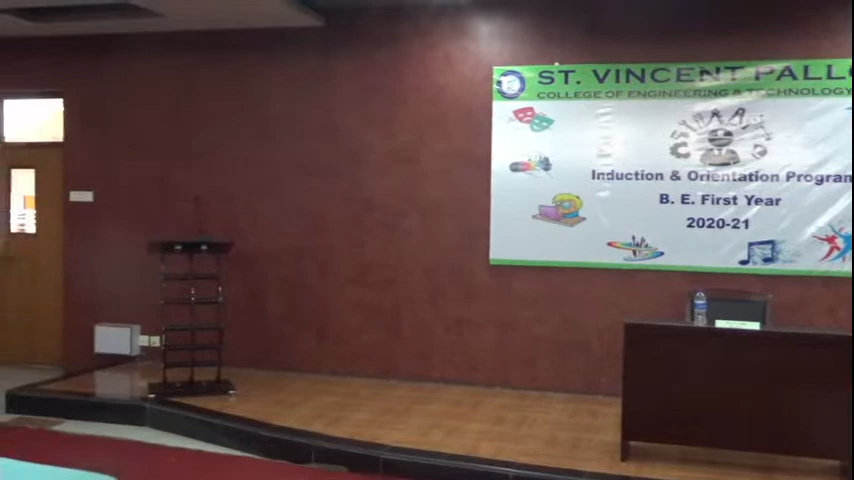 ST. VINCENT PALLO
COLLEGE OF ENGINEERING & TECHNOLOGY
Induction & Orientation Program
B. E. First Year
2020-21